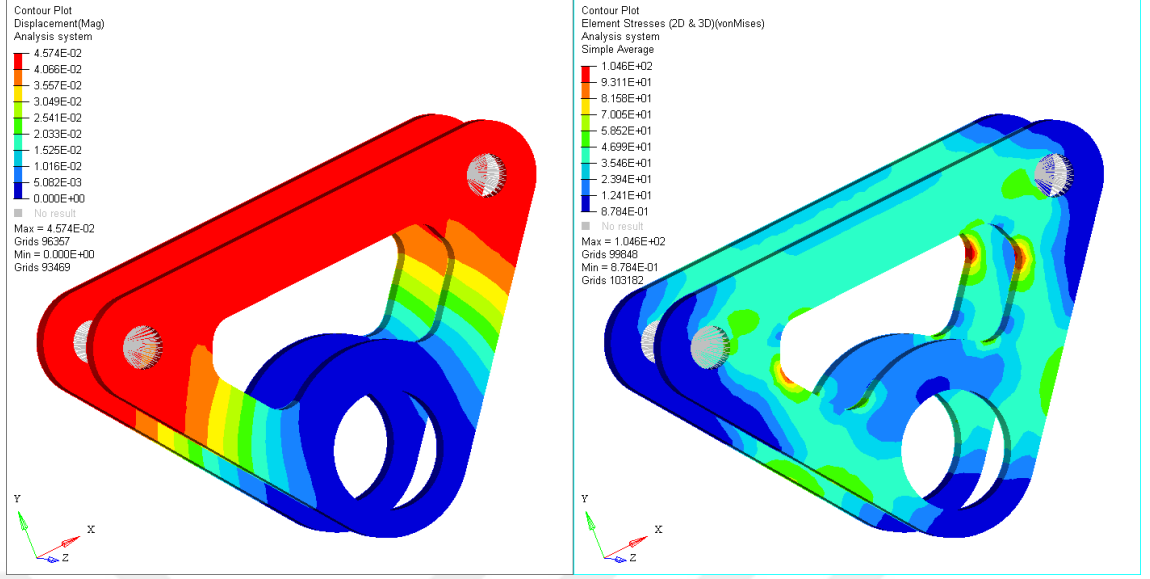 Contour Plot
Displacement(Mag)
Analysis system
4.574E-02
4.066E-02
3.557E-02
3.049E-02
2.541E-02
2.033E-02
1.525E-02
1.016E-02
5.082E-03
0.000E+00
No result
Max = 4.574E-02
Grids 96357
Min = 0.000E+00
Grids 93469
Y
X
Z
Contour Plot
Element Stresses (2D & 3D)(vonMises)
Analysis system
Simple Average
1.046E+02
9.311E+01
8.158E+01
7.005E+01
5.852E+01
4.699E+01
3.546E+01
2.394E+01
1.241E+01
8.784E-01
No result
Max = 1.046E+02
Grids 99848
Min = 8.784E-01
Grids 103182
Y
X
Z